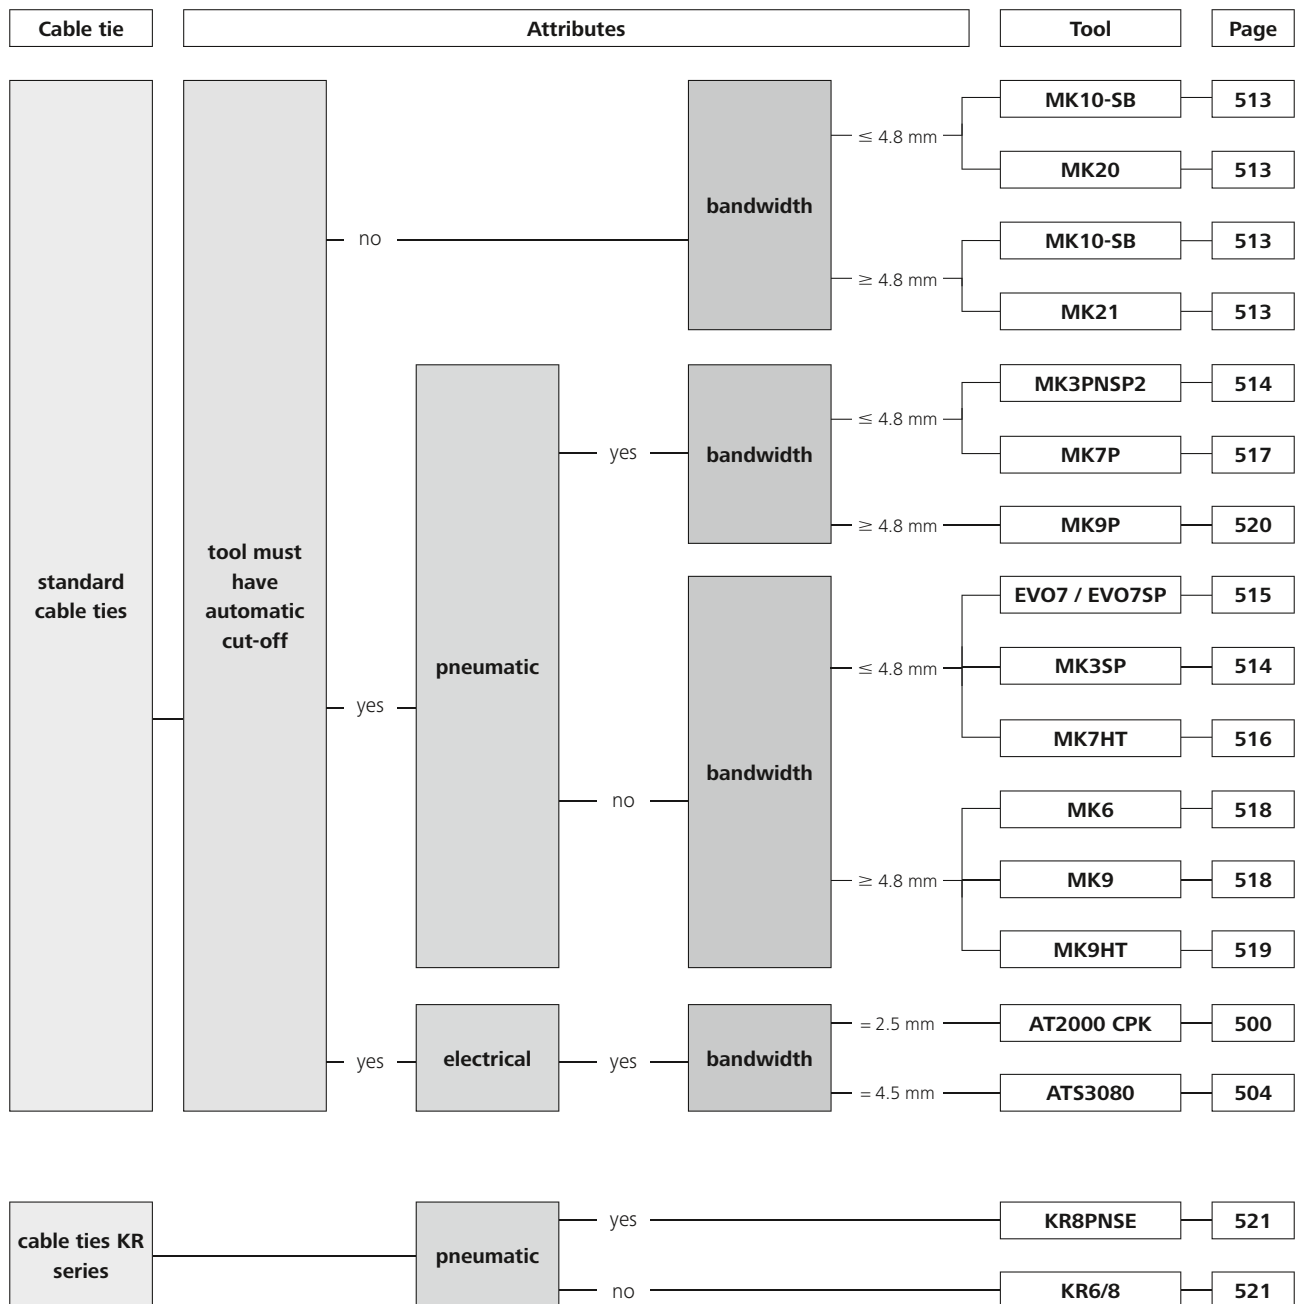 Cable tie
Attributes
Tool
Page
standard
cable ties
tool must
have
automatic
cut-off
no
bandwidth
≤ 4.8 mm
MK10-SB
513
MK20
513
≥ 4.8 mm
MK10-SB
513
MK21
513
yes
pneumatic
yes
bandwidth
≤ 4.8 mm
MK3PNSP2
514
MK7P
517
≥ 4.8 mm
MK9P
520
no
bandwidth
≤ 4.8 mm
EVO7 / EVO7SP
515
MK3SP
514
MK7HT
516
≥ 4.8 mm
MK6
518
MK9
518
MK9HT
519
yes
electrical
yes
bandwidth
= 2.5 mm
AT2000 CPK
500
= 4.5 mm
ATS3080
504
cable ties KR
series
pneumatic
yes
KR8PNSE
521
no
KR6/8
521